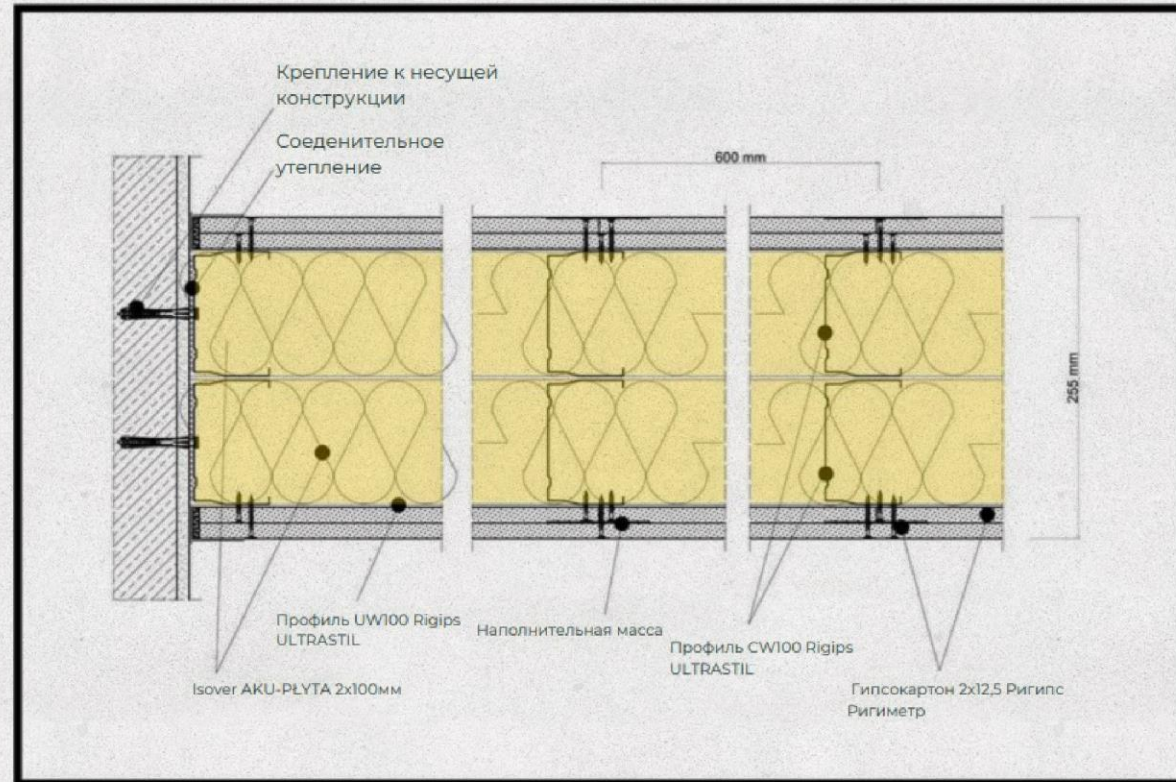 Крепление к несущей
конструкции
Соеденительное
утепление
600 mm
255 mm
Профиль UW100 Rigips
ULTRASTIL
Наполнительная масса
Профиль CW100 Rigips
ULTRASTIL
Isover AKU-PŁYTA 2x100мм
Гипсокартон 2x12,5 Ригипс
Ригиметр